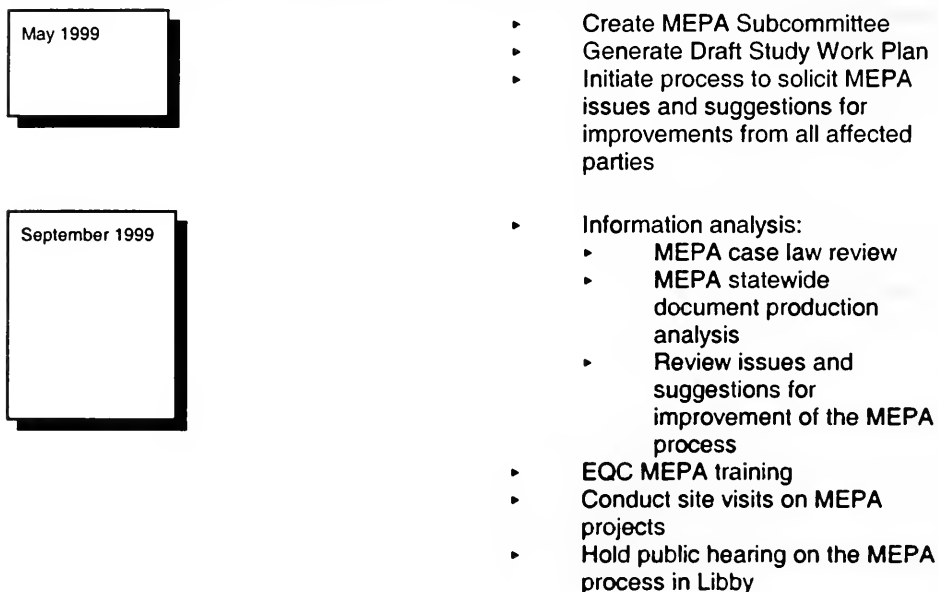 May 1999
► Create MEPA Subcommittee
► Generate Draft Study Work Plan
► Initiate process to solicit MEPA
issues and suggestions for
improvements from all affected
parties
September 1999
► Information analysis:
► MEPA case law review
► MEPA statewide
document production
analysis
► Review issues and
suggestions for
improvement of the MEPA
process
► EQC MEPA training
► Conduct site visits on MEPA
projects
► Hold public hearing on the MEPA
process in Libby